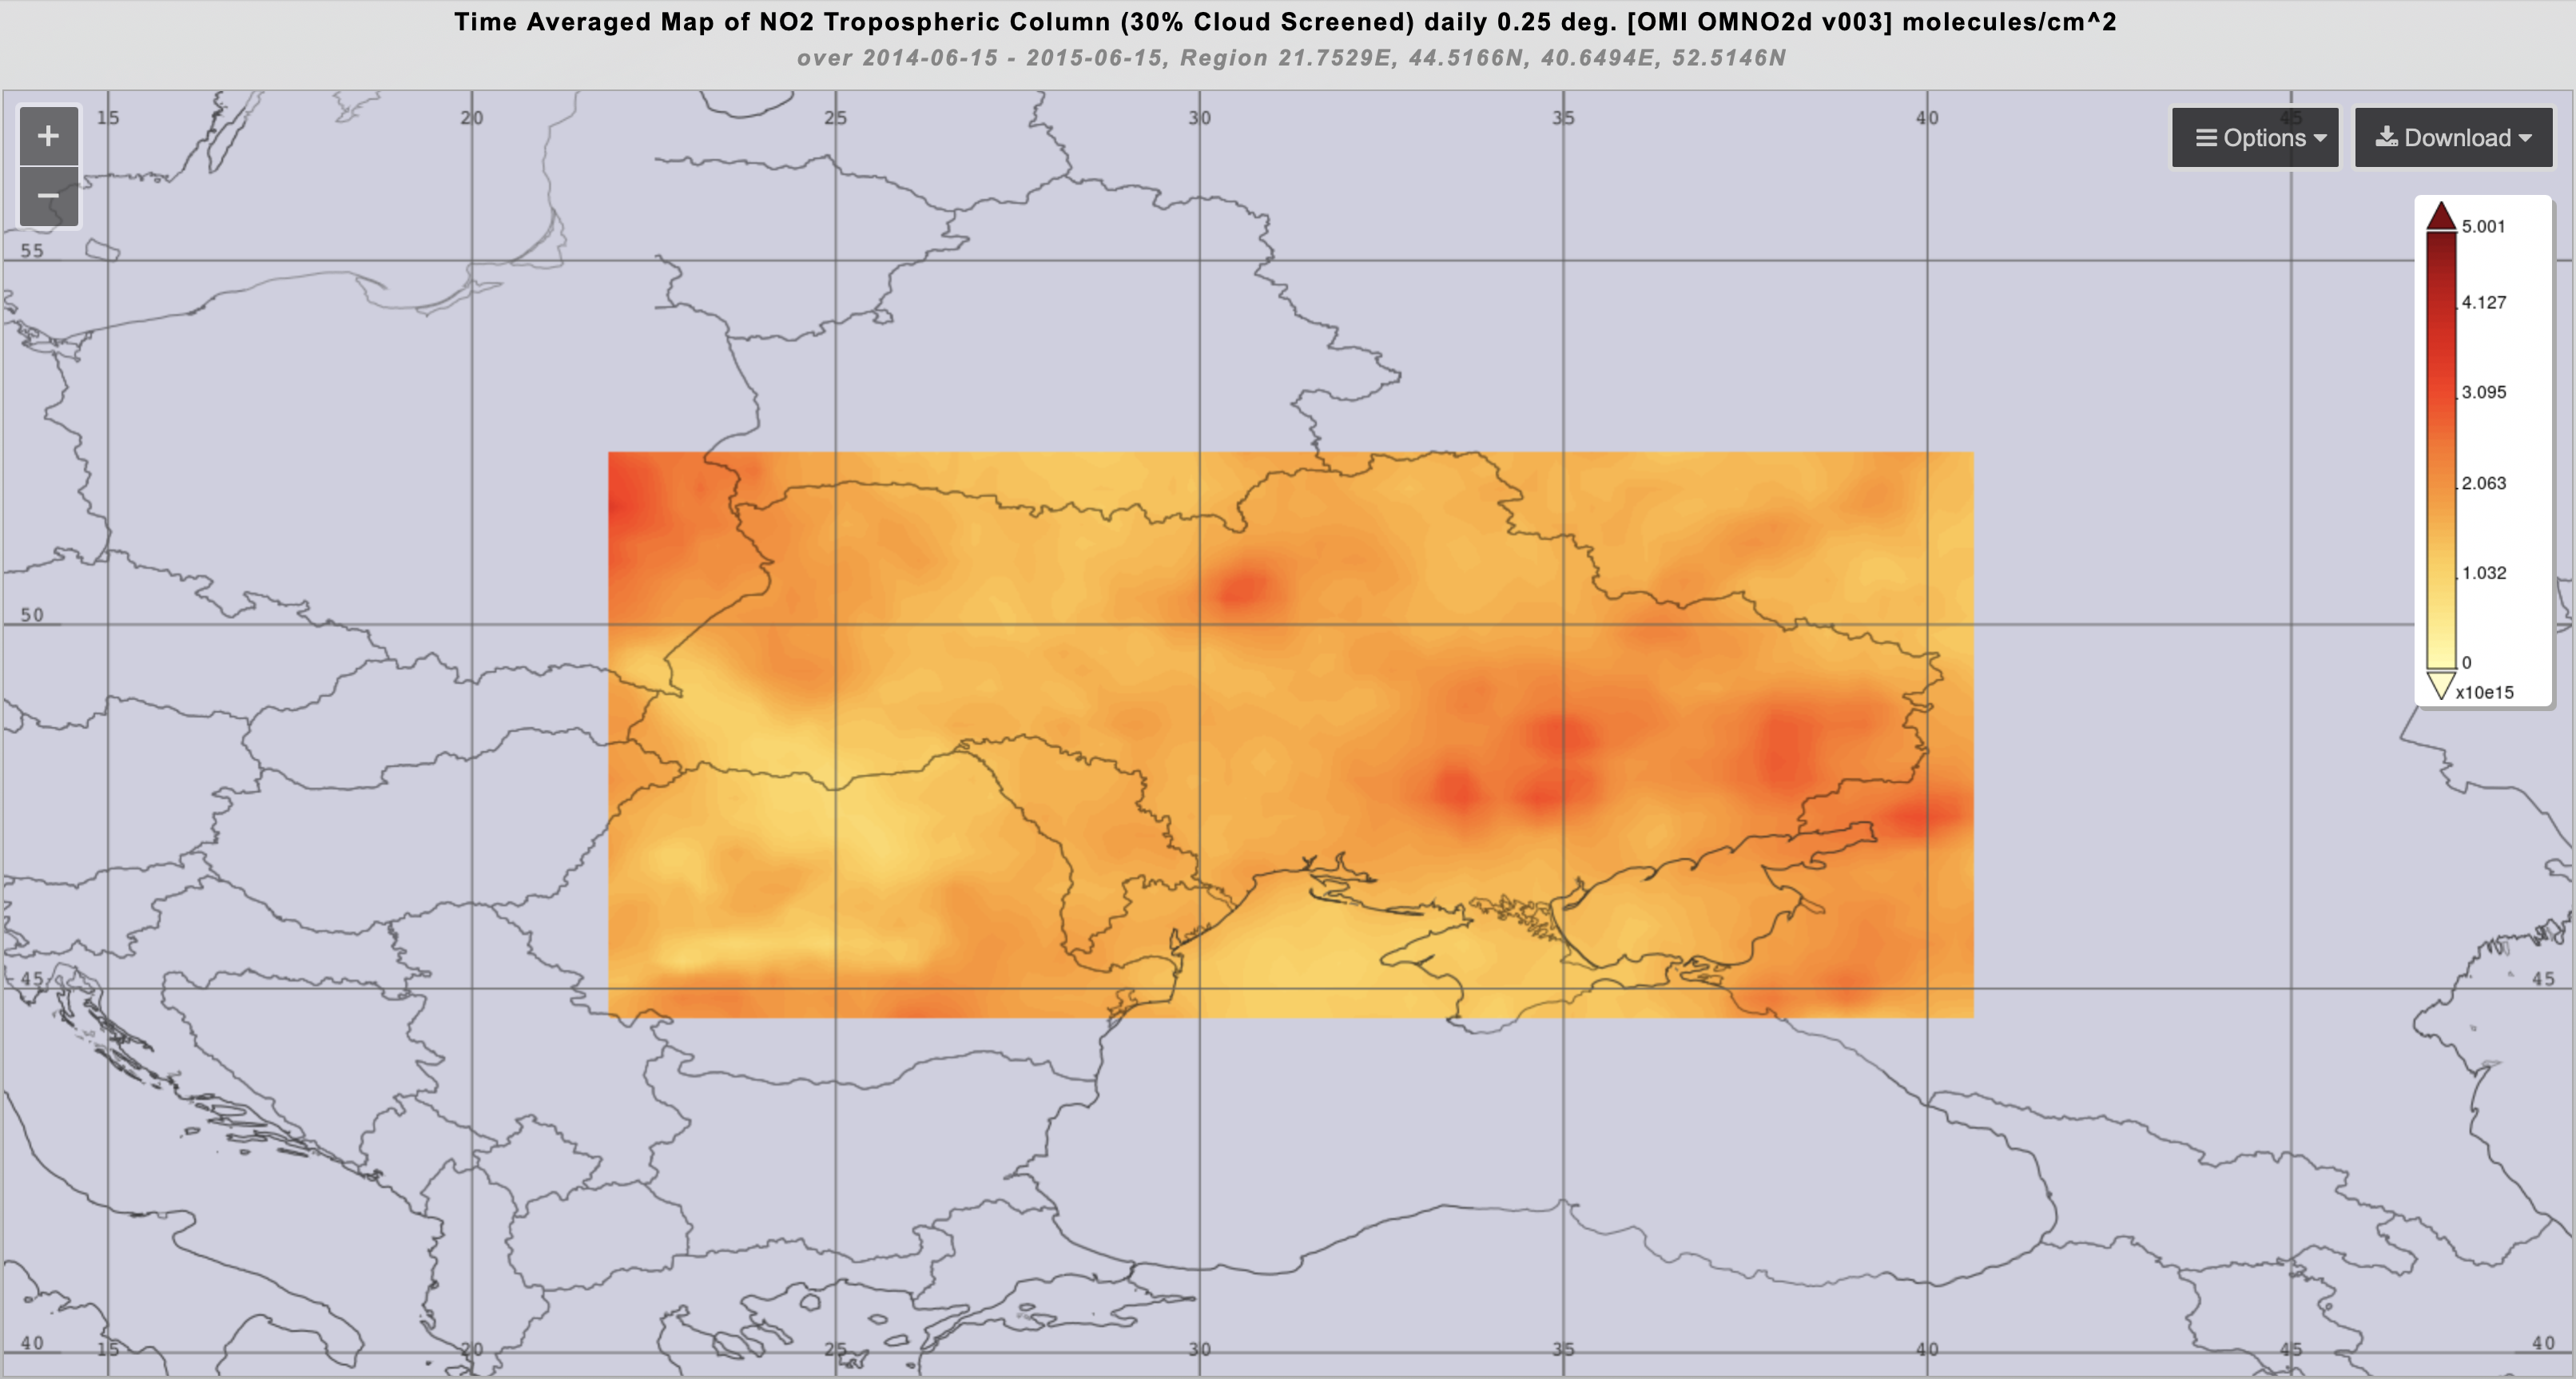 Time Averaged Map of NO2 Tropospheric Column (30% Cloud Screened) daily 0.25 deg. [OMI OMNO2d v003] molecules/cm^2
over 2014-06-15 - 2015-06-15, Region 21.7529E, 44.5166N, 40.6494E, 52.5146N
+
−
15 20 25 30 35 40 45
Options
Download
5.001
4.127
3.095
2.063
1.032
0
x10e15
55
50
45 45
40 40
15 20 25 30 35 40 45